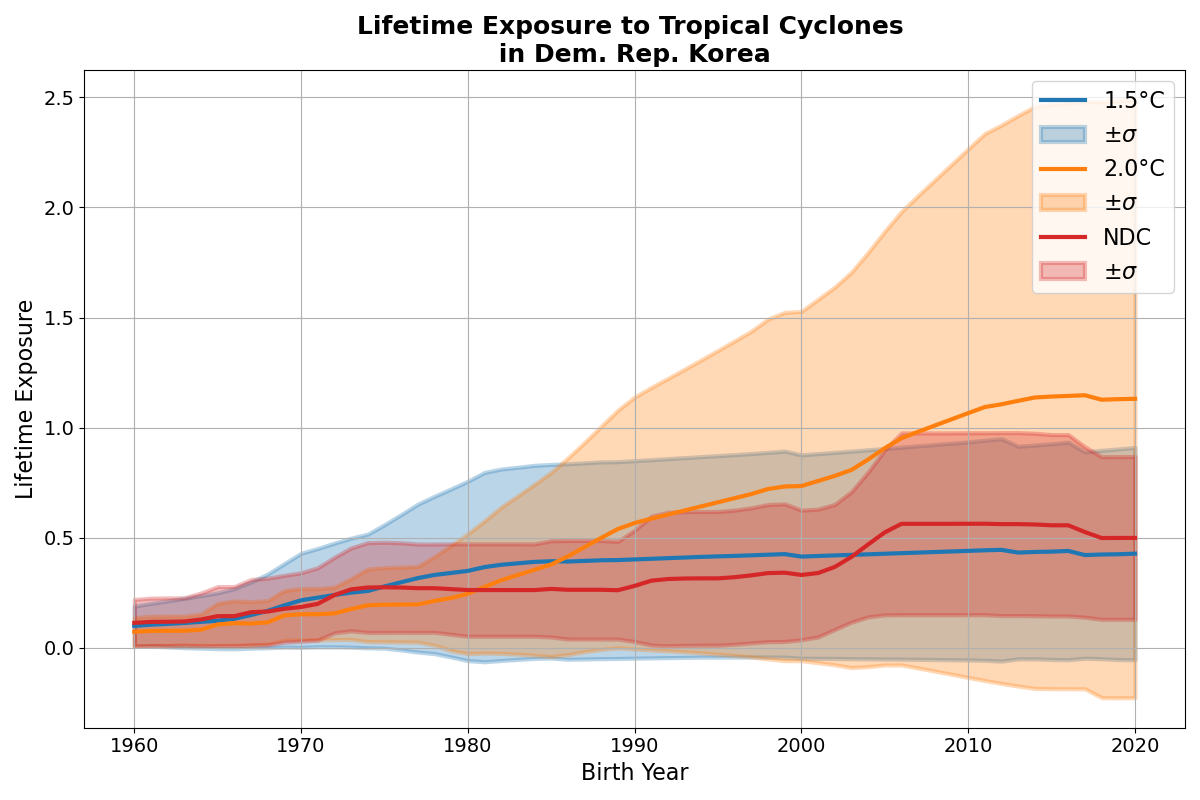 Lifetime Exposure to Tropical Cyclones
in Dem. Rep. Korea
Lifetime Exposure
2.5
2.0
1.5
1.0
0.5
0.0
1960
1970
1980
1990
2000
2010
2020
Birth Year
1.5°C
±σ
2.0°C
±σ
NDC
±σ